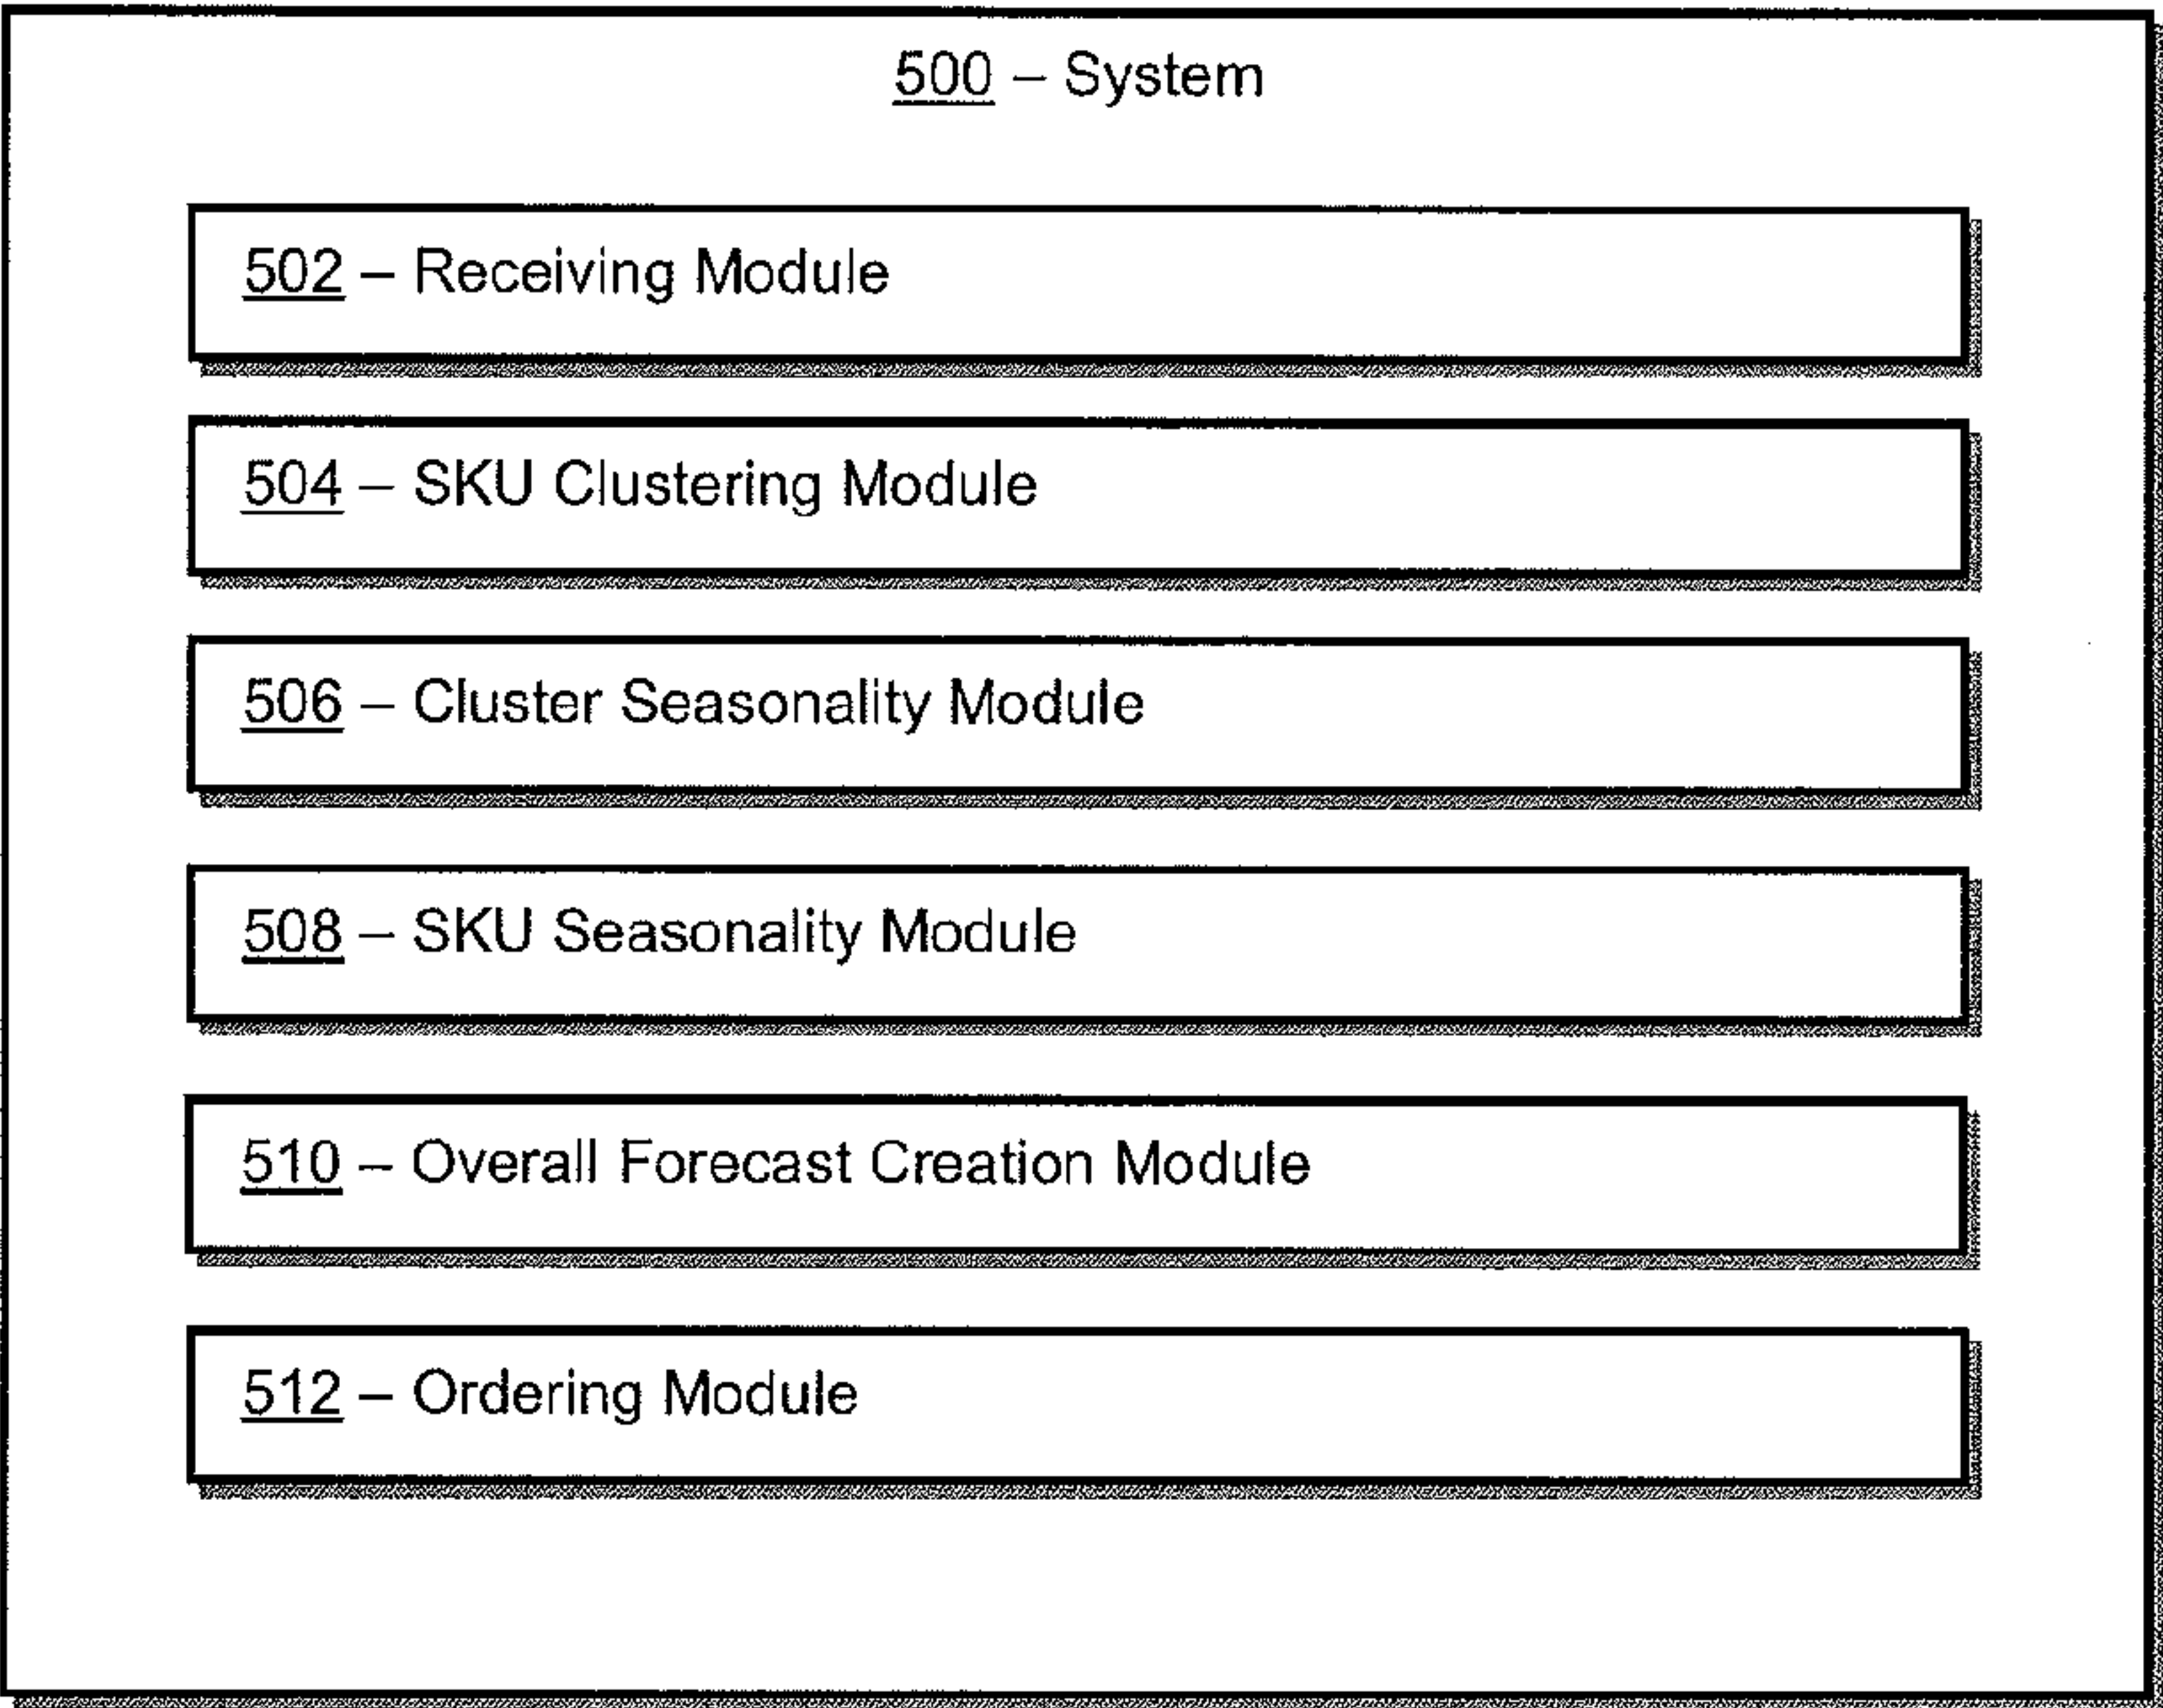 500 – System
502 – Receiving Module
504 – SKU Clustering Module
506 – Cluster Seasonality Module
508 – SKU Seasonality Module
510 – Overall Forecast Creation Module
512 – Ordering Module